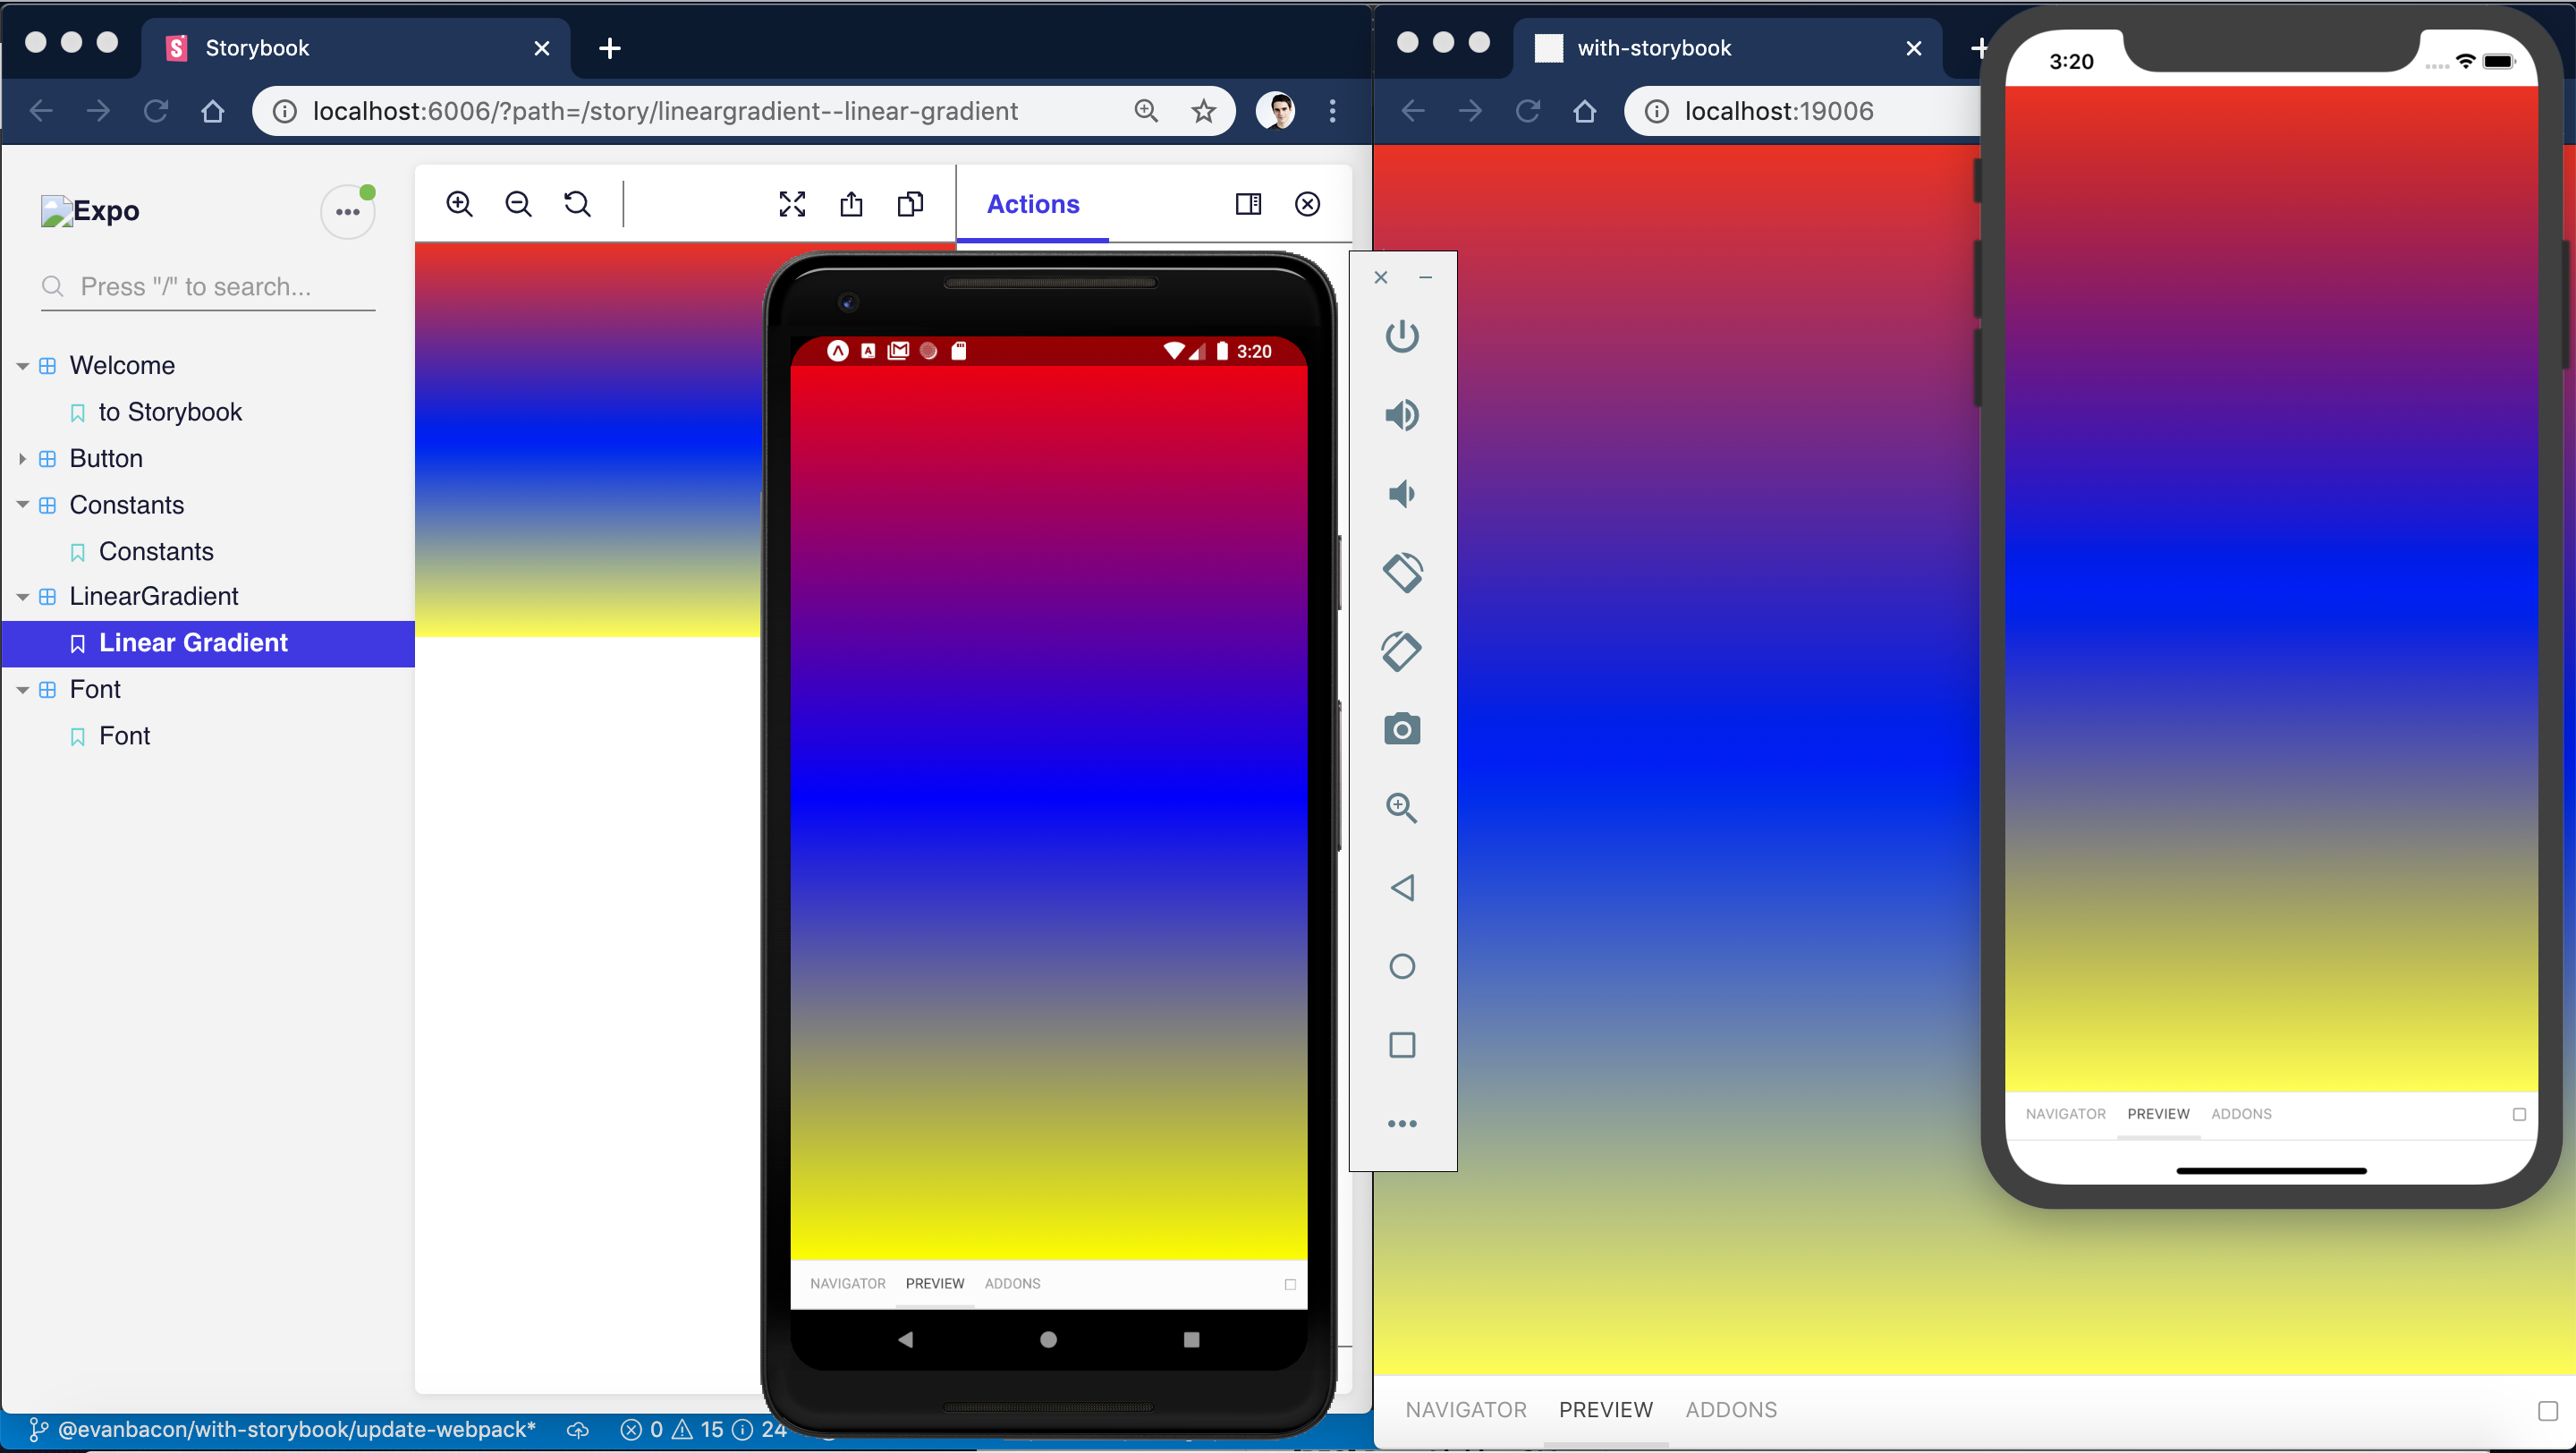 Storybook
localhost:6006/?path=/story/lineargradient--linear-gradient
Expo
Press "/" to search...
Welcome
to Storybook
Button
Constants
Constants
LinearGradient
Linear Gradient
Font
Font
Actions
3:20
NAVIGATOR PREVIEW ADDONS
@evanbacon/with-storybook/update-webpack* 0 15 24
with-storybook
localhost:19006
3:20
NAVIGATOR PREVIEW ADDONS
NAVIGATOR PREVIEW ADDONS